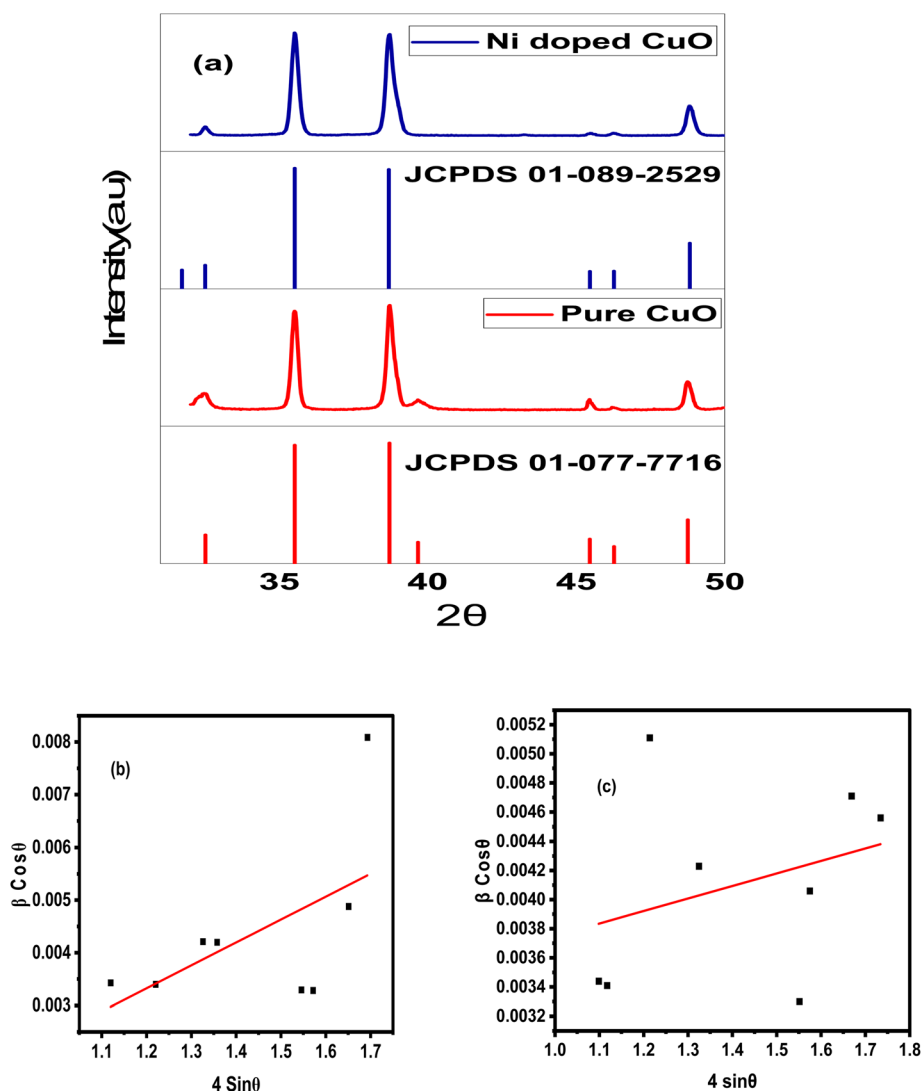 (a)
Ni doped CuO
JCPDS 01-089-2529
Pure CuO
JCPDS 01-077-7716
Intensity(a.u)
35 40 45 50
2θ
(b)
0.008
0.007
0.006
0.005
0.004
0.003
β Cosθ
1.1 1.2 1.3 1.4 1.5 1.6 1.7
4 Sinθ
(c)
0.0052
0.0050
0.0048
0.0046
0.0044
0.0042
0.0040
0.0038
0.0036
0.0034
0.0032
β Cosθ
1.0 1.1 1.2 1.3 1.4 1.5 1.6 1.7 1.8
4 sinθ